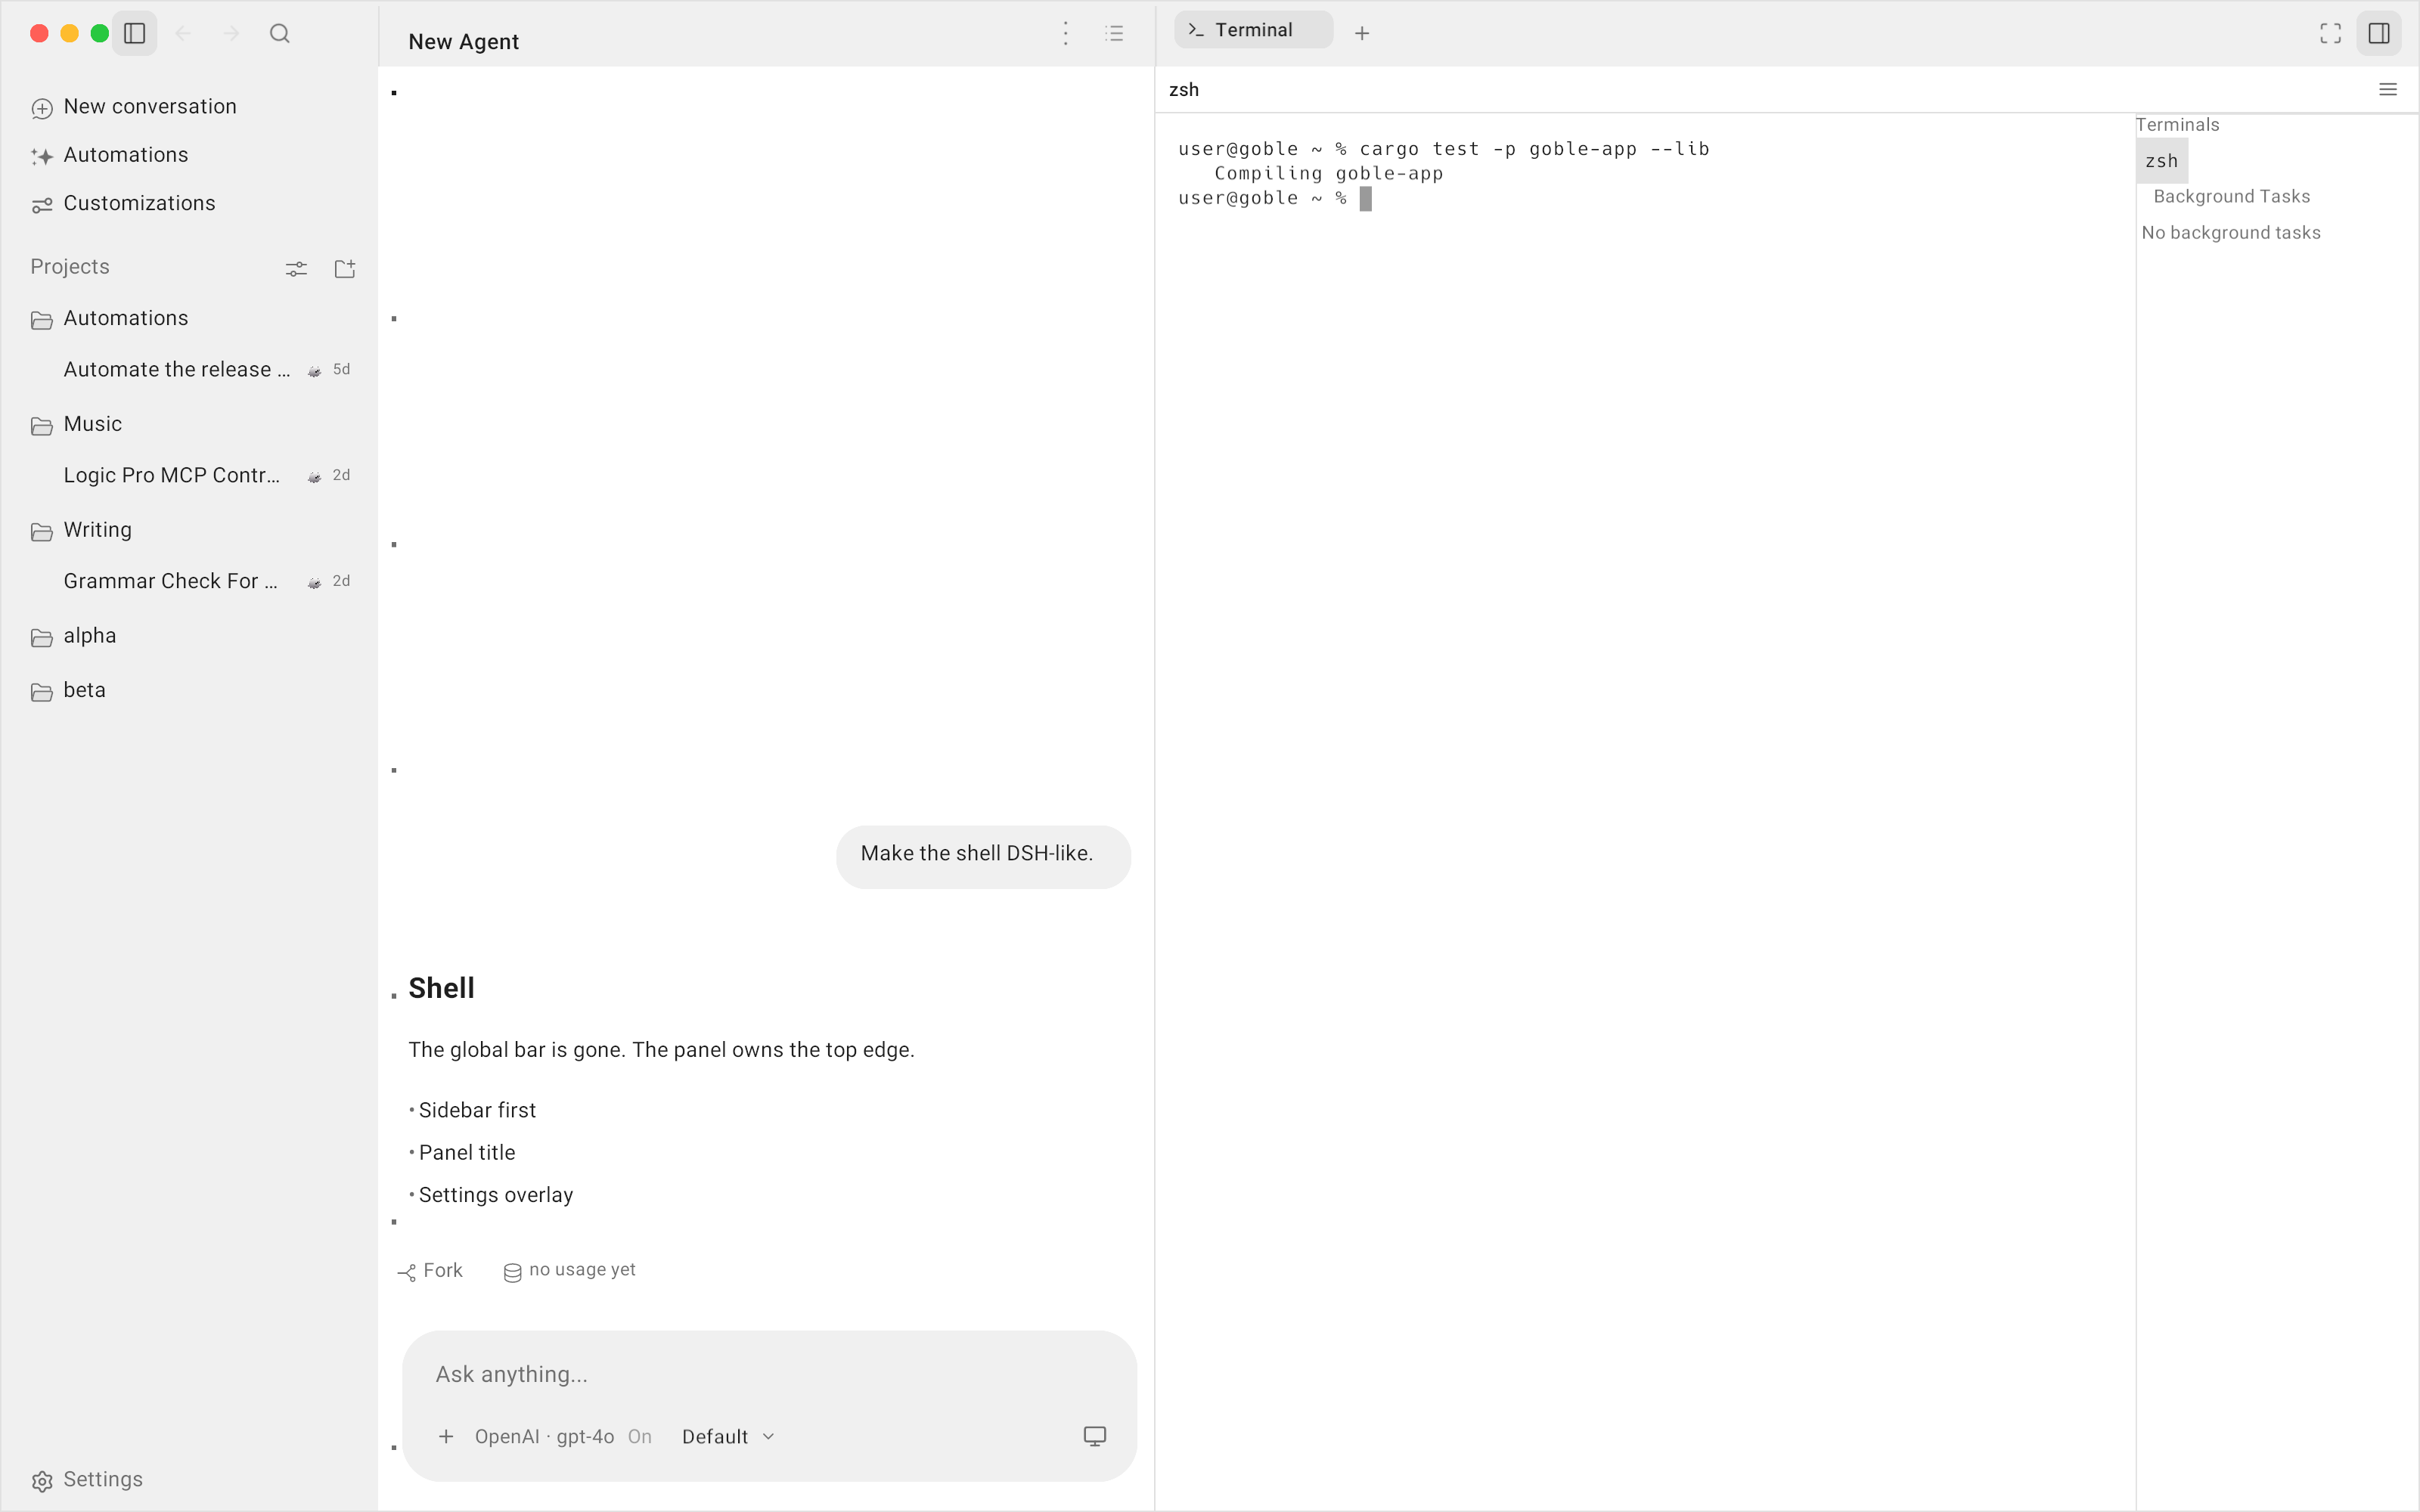 New conversation
Automations
Customizations
Projects
Automations
Automate the release ... 5d
Music
Logic Pro MCP Contr... 2d
Writing
Grammar Check For ... 2d
alpha
beta
Settings
New Agent
Make the shell DSH-like.
Shell
The global bar is gone. The panel owns the top edge.
• Sidebar first
• Panel title
• Settings overlay
Fork no usage yet
Ask anything...
+ OpenAI · gpt-4o On Default
>_ Terminal +
zsh
user@goble ~ % cargo test -p goble-app --lib
Compiling goble-app
user@goble ~ %
Terminals
zsh
Background Tasks
No background tasks